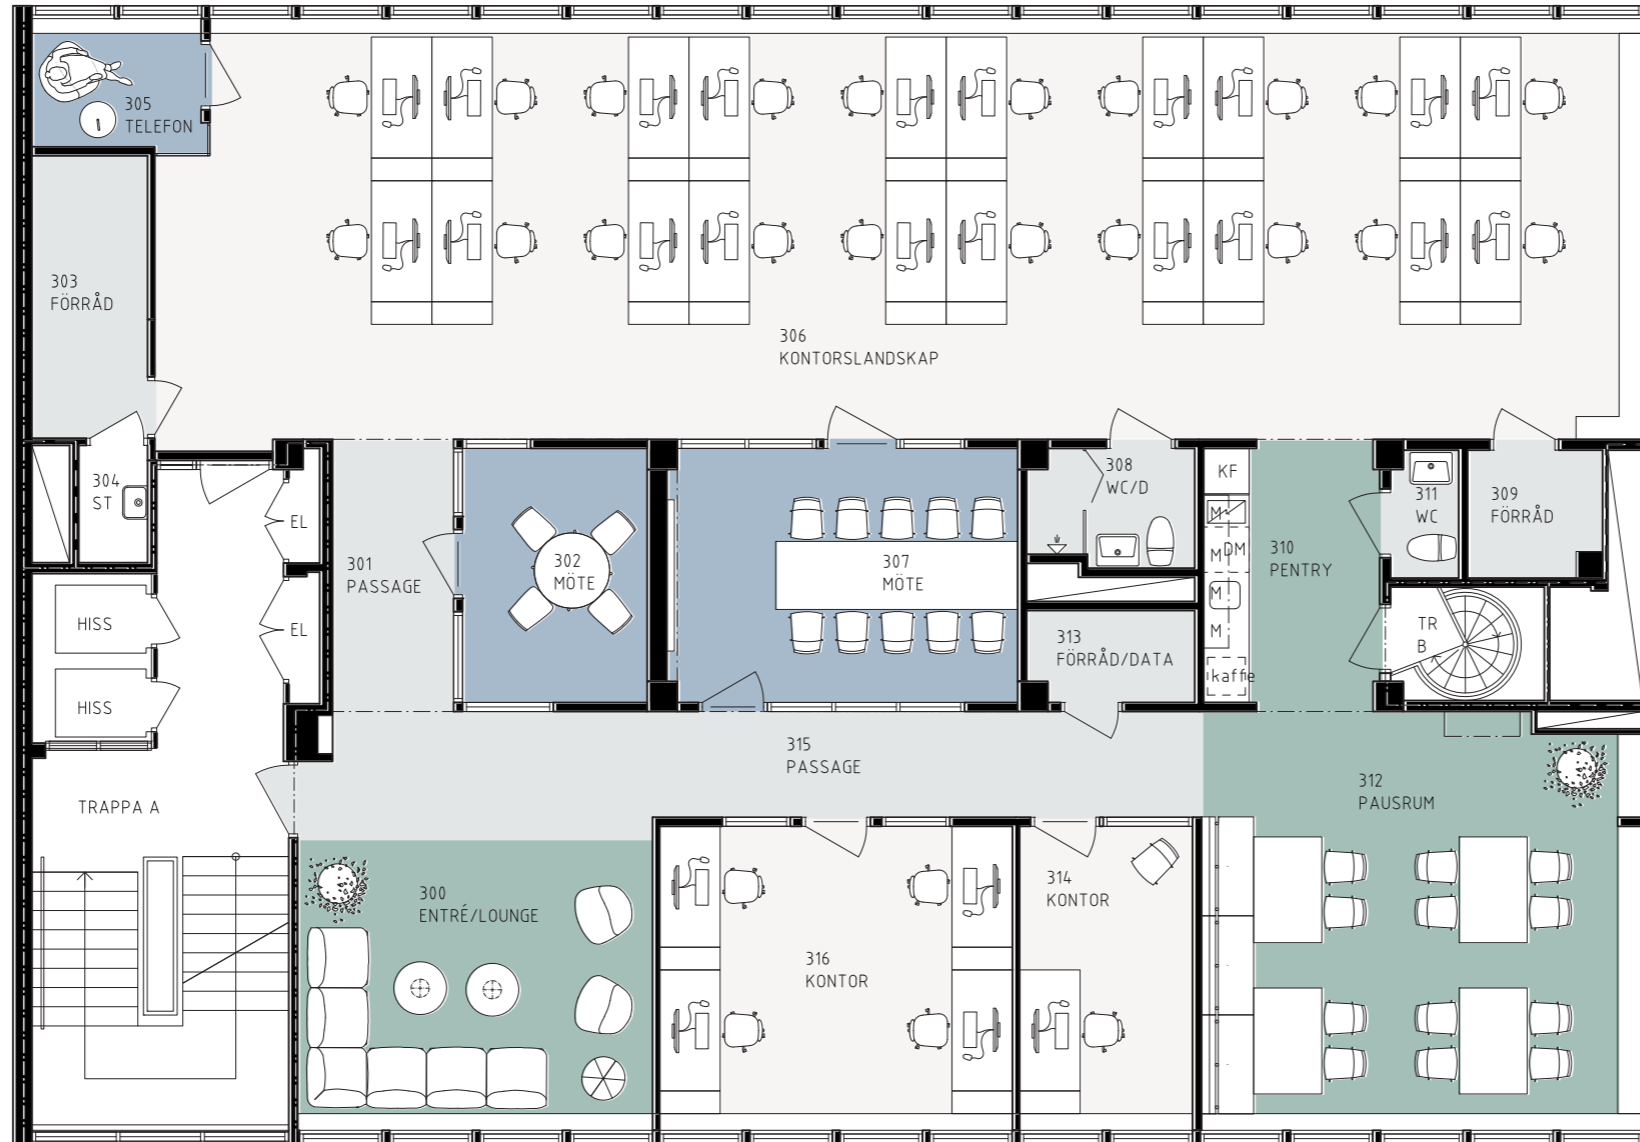 305
TELEFON
303
FÖRRÅD
306
KONTORSLANDSKAP
304
ST
EL
301
PASSAGE
302
MÖTE
307
MÖTE
308
WC/D
KF
M
DM
M
M
M
kaffe
310
PENTRY
311
WC
309
FÖRRÅD
HISS
EL
HISS
313
FÖRRÅD/DATA
TR
B
315
PASSAGE
312
PAUSRUM
TRAPPA A
300
ENTRÉ/LOUNGE
316
KONTOR
314
KONTOR